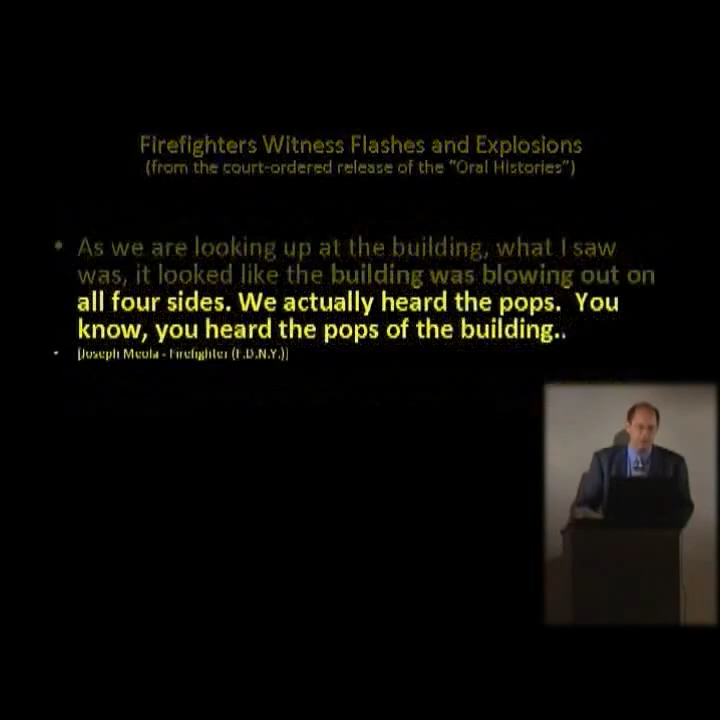 Firefighters Witness Flashes and Explosions
(from the court-ordered release of the "Oral Histories")
• As we are looking up at the building, what I saw
was, it looked like the building was blowing out on
all four sides. We actually heard the pops. You
know, you heard the pops of the building..
• [Joseph Meola - Firefighter (F.D.N.Y.)]